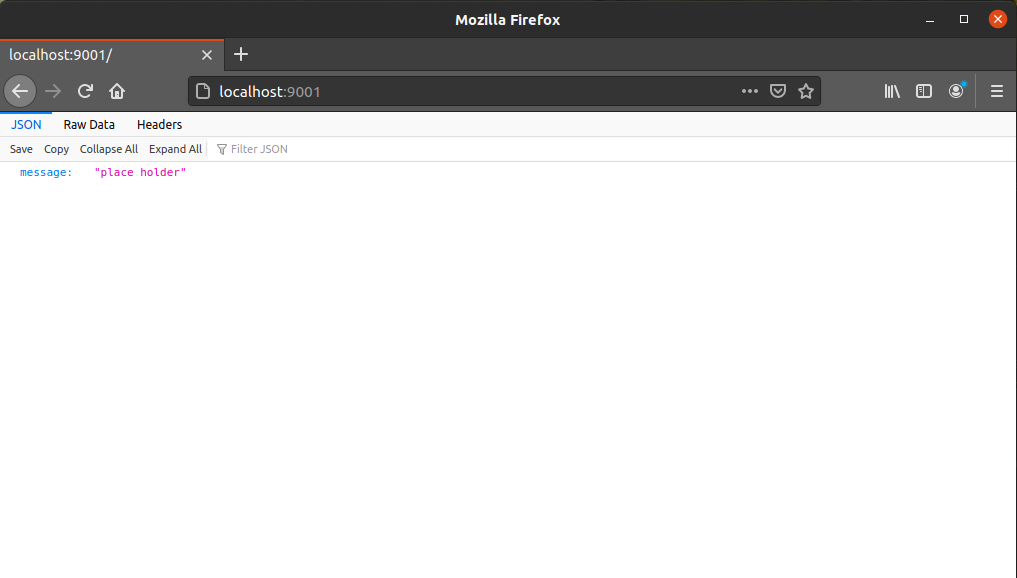 Mozilla Firefox
localhost:9001/
localhost:9001
JSON Raw Data Headers
Save Copy Collapse All Expand All Filter JSON
message: "place holder"